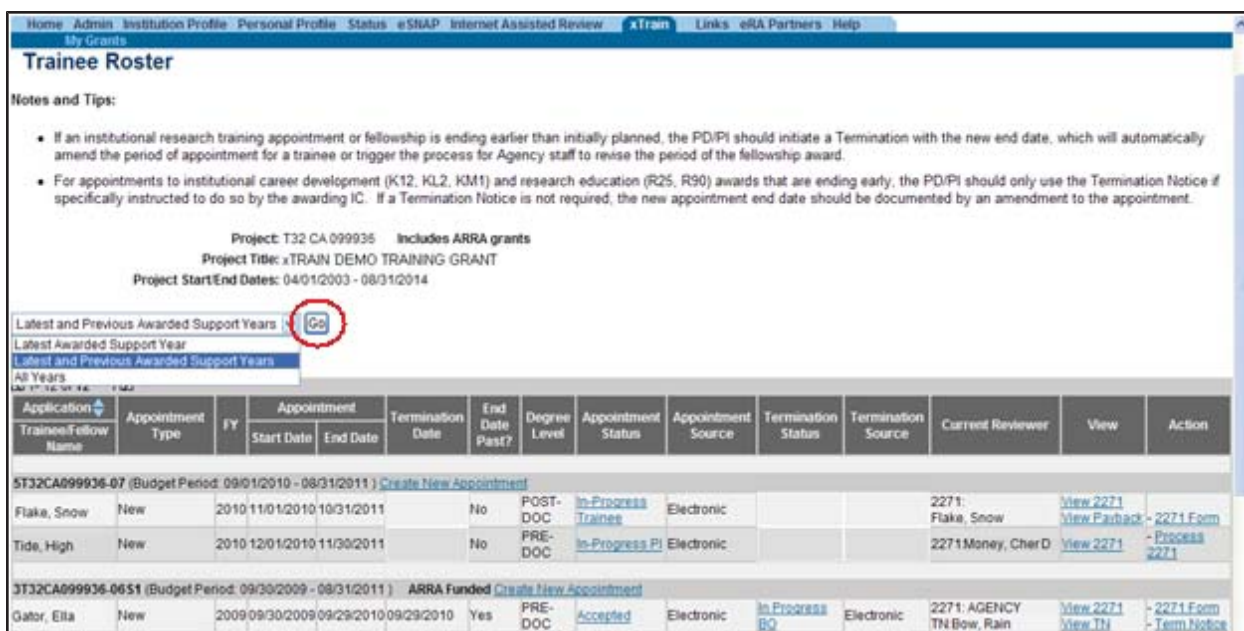 Home Admin Institution Profile Personal Profile Status eSNAP Internet Assisted Review xTrain Links eRA Partners Help
My Grants
Trainee Roster
Notes and Tips:
• If an institutional research training appointment or fellowship is ending earlier than initially planned, the PD/PI should initiate a Termination with the new end date, which will automatically
amend the period of appointment for a trainee or trigger the process for Agency staff to revise the period of the fellowship award.
• For appointments to institutional career development (K12, KL2, KM1) and research education (R25, R90) awards that are ending early, the PD/PI should only use the Termination Notice if
specifically instructed to do so by the awarding IC. If a Termination Notice is not required, the new appointment end date should be documented by an amendment to the appointment.
Project: T32 CA 099936 Includes ARRA grants
Project Title: xTRAIN DEMO TRAINING GRANT
Project Start/End Dates: 04/01/2003 - 08/31/2014
Latest and Previous Awarded Support Years Go
Latest Awarded Support Year
Latest and Previous Awarded Support Years
All Years
Application Trainee/Fellow Name Appointment Type FY Appointment Start Date End Date Termination Date End Date Past? Degree Level Appointment Status Appointment Source Termination Status Termination Source Current Reviewer View Action
5T32CA099936-07 (Budget Period: 09/01/2010 - 08/31/2011 ) Create New Appointment
Flake, Snow New 2010 11/01/2010 10/31/2011 No POST-DOC In-Progress Trainee Electronic 2271: Flake, Snow View 2271 View Payback - 2271 Form
Tide, High New 2010 12/01/2010 11/30/2011 No PRE-DOC In-Progress PI Electronic 2271:Money, Cher D View 2271 - Process 2271
3T32CA099936-06S1 (Budget Period: 09/30/2009 - 08/31/2011 ) ARRA Funded Create New Appointment
Gator, Ella New 2009 09/30/2009 09/29/2010 09/29/2010 Yes PRE-DOC Accepted Electronic In Progress BO Electronic 2271: AGENCY TN:Bow, Rain View 2271 View TN - 2271 Form - Term Notice